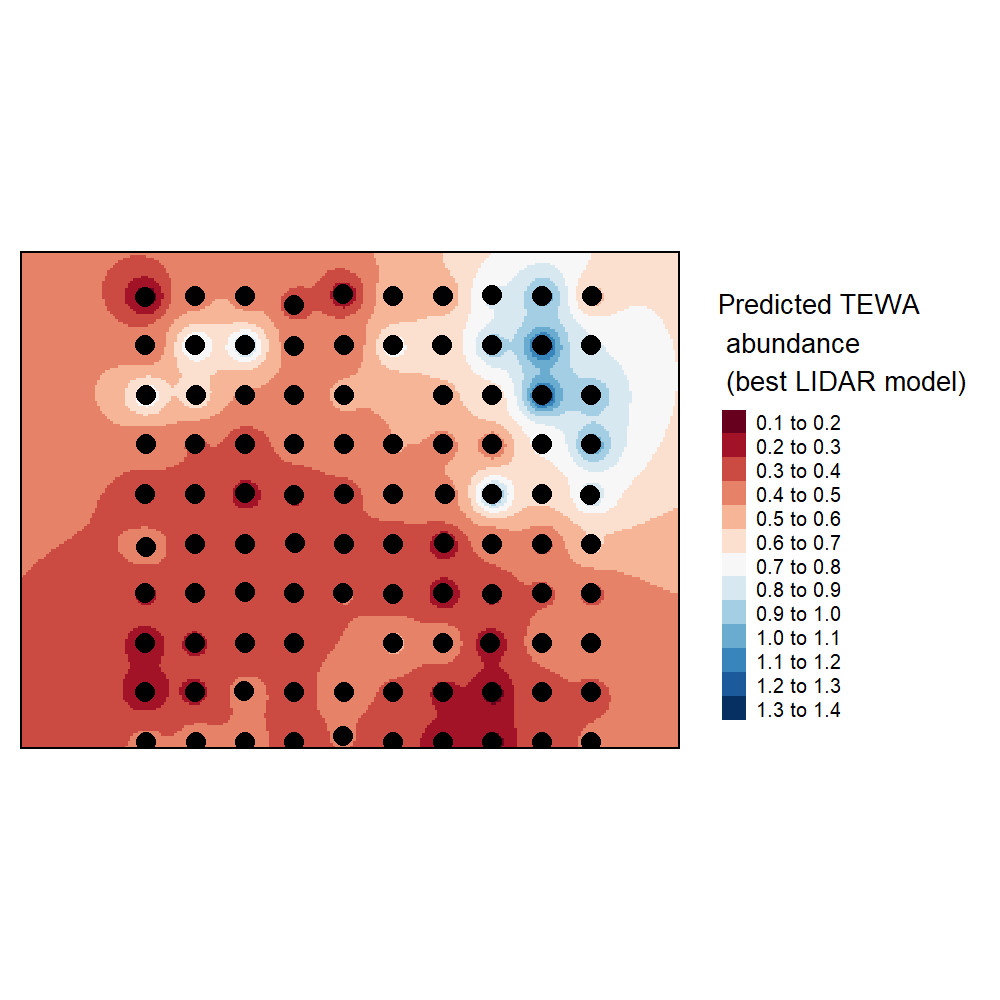 Predicted TEWA
abundance
(best LIDAR model)
0.1 to 0.2
0.2 to 0.3
0.3 to 0.4
0.4 to 0.5
0.5 to 0.6
0.6 to 0.7
0.7 to 0.8
0.8 to 0.9
0.9 to 1.0
1.0 to 1.1
1.1 to 1.2
1.2 to 1.3
1.3 to 1.4